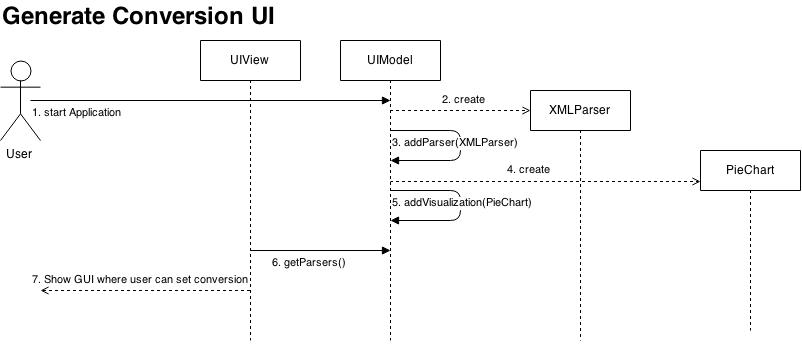 Generate Conversion UI
UIView
UIModel
1. start Application
2. create
XMLParser
3. addParser(XMLParser)
User
4. create
PieChart
5. addVisualization(PieChart)
6. getParsers()
7. Show GUI where user can set conversion